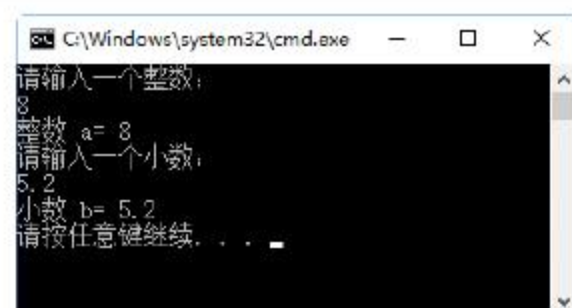 C:\Windows\system32\cmd.exe
请输入一个整数:
8
整数 a= 8
请输入一个小数:
5.2
小数 b= 5.2
请按任意键继续. . .